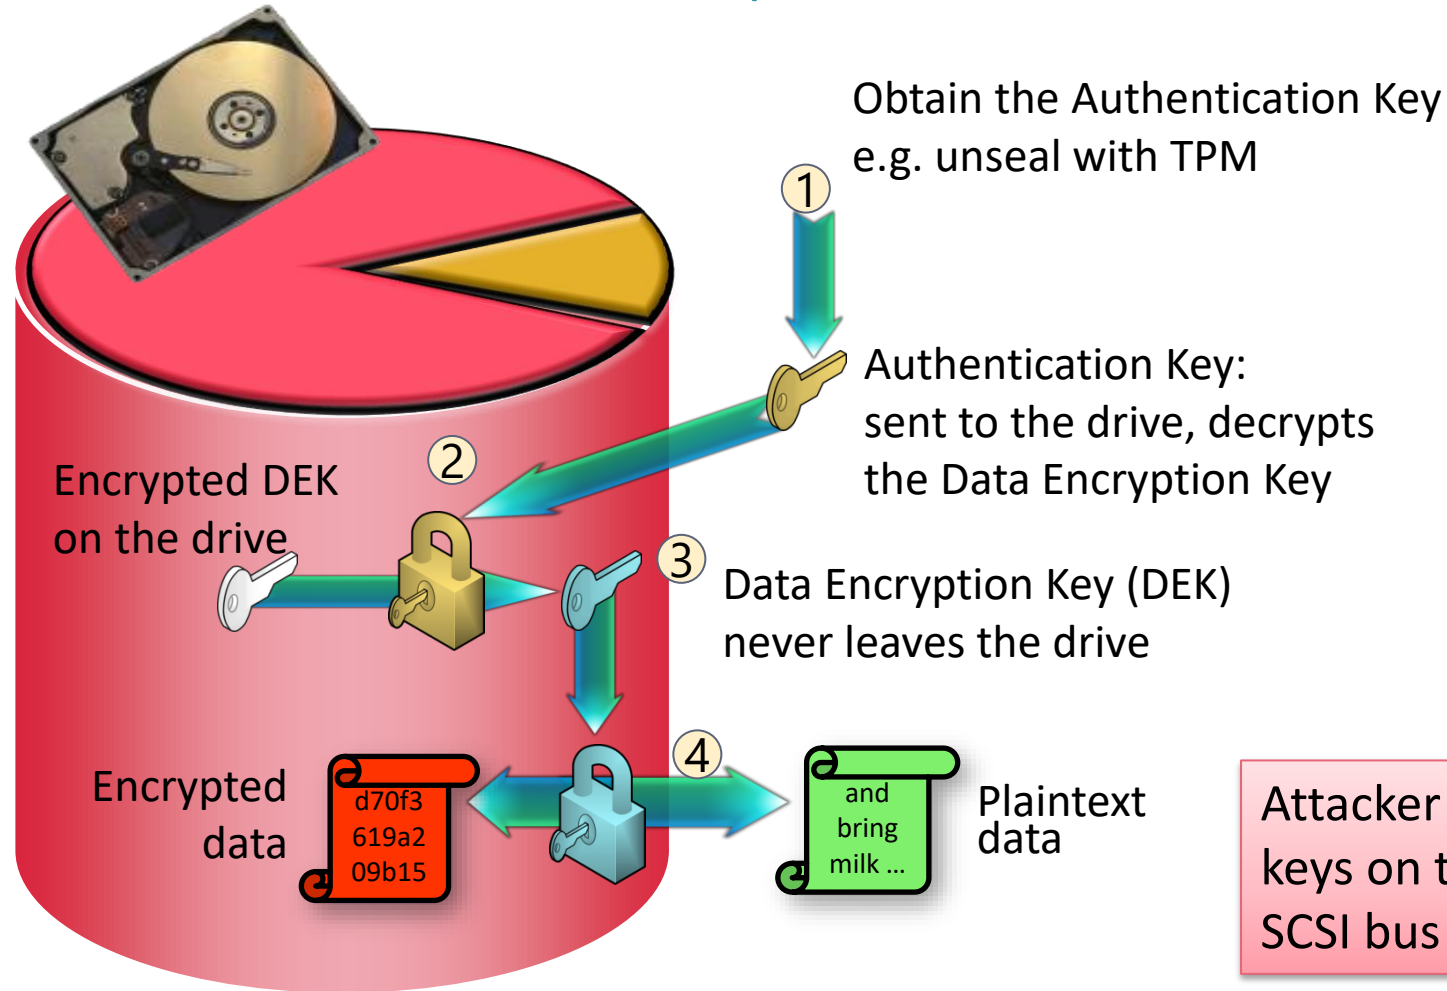 Obtain the Authentication Key
e.g. unseal with TPM
1
Authentication Key:
sent to the drive, decrypts
the Data Encryption Key
2
Encrypted DEK
on the drive
3
Data Encryption Key (DEK)
never leaves the drive
4
Encrypted
data
d70f3
619a2
09b15
and
bring
milk ...
Plaintext
data
Attacker
keys on t
SCSI bus